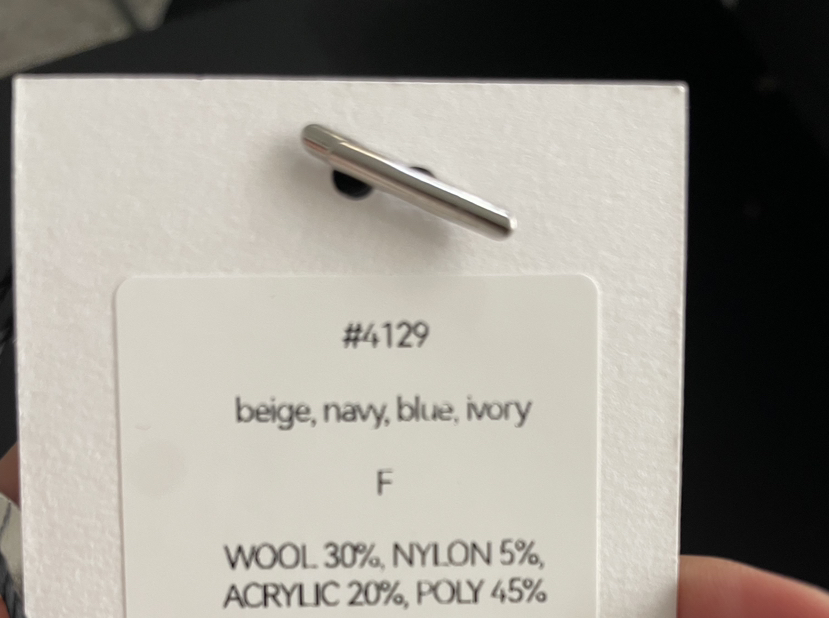 #4129
beige, navy, blue, ivory
F
WOOL 30%, NYLON 5%,
ACRYLIC 20%, POLY 45%